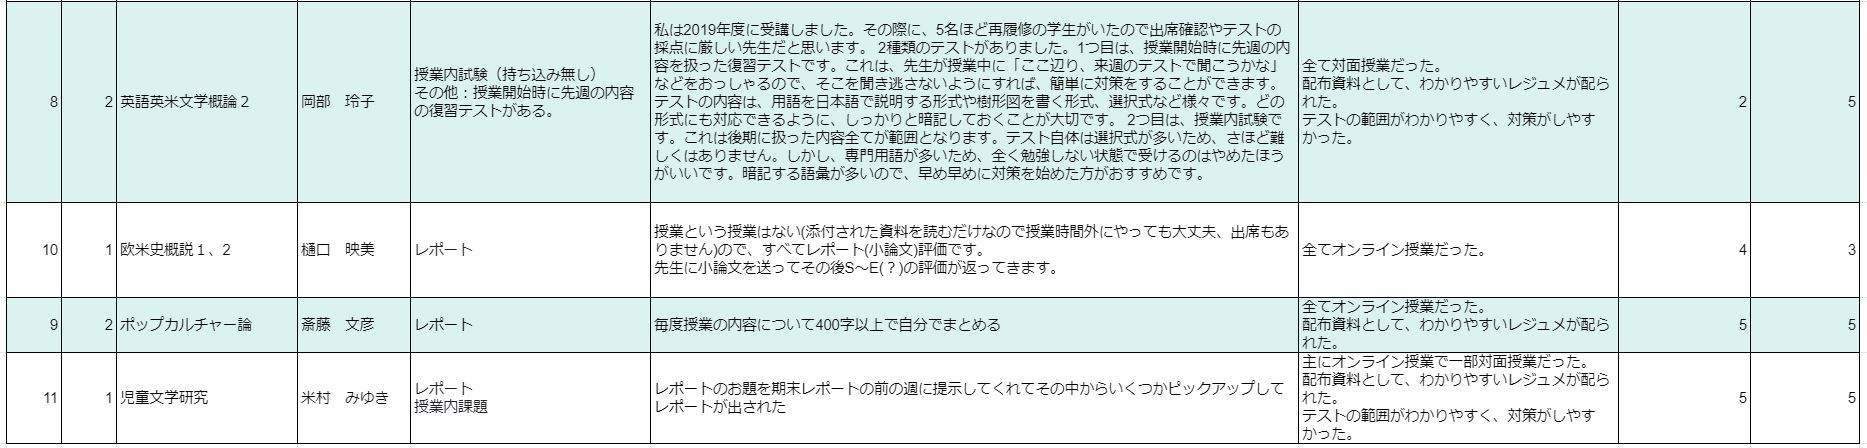 8
2
英語英米文学概論２
岡部　玲子
授業内試験（持ち込み無し）
その他：授業開始時に先週の内容
の復習テストがある。
私は2019年度に受講しました。その際に、5名ほど再履修の学生がいたので出席確認やテストの
採点に厳しい先生だと思います。 2種類のテストがありました。1つ目は、授業開始時に先週の内
容を扱った復習テストです。これは、先生が授業中に「ここ辺り、来週のテストで聞こうかな」
などをおっしゃるので、そこを聞き逃さないようにすれば、簡単に対策をすることができます。
テストの内容は、用語を日本語で説明する形式や樹形図を書く形式、選択式など様々です。どの
形式にも対応できるように、しっかりと暗記しておくことが大切です。 2つ目は、授業内試験で
す。これは後期に扱った内容全てが範囲となります。テスト自体は選択式が多いため、さほど難
しくはありません。しかし、専門用語が多いため、全く勉強しない状態で受けるのはやめたほう
がいいです。暗記する語彙が多いので、早め早めに対策を始めた方がおすすめです。
全て対面授業だった。
配布資料として、わかりやすいレジュメが配ら
れた。
テストの範囲がわかりやすく、対策がしやす
かった。
2
5
10
1
欧米史概説１、2
樋口　映美
レポート
授業という授業はない(添付された資料を読むだけなので授業時間外にやっても大丈夫、出席もあ
りません)ので、すべてレポート(小論文)評価です。
先生に小論文を送ってその後S～E(？)の評価が返ってきます。
全てオンライン授業だった。
4
3
9
2
ポップカルチャー論
斎藤　文彦
レポート
毎度授業の内容について400字以上で自分でまとめる
全てオンライン授業だった。
配布資料として、わかりやすいレジュメが配ら
れた。
5
5
11
1
児童文学研究
米村　みゆき
レポート
授業内課題
レポートのお題を期末レポートの前の週に提示してくれてその中からいくつかピックアップして
レポートが出された
主にオンライン授業で一部対面授業だった。
配布資料として、わかりやすいレジュメが配ら
れた。
テストの範囲がわかりやすく、対策がしやす
かった。
5
5